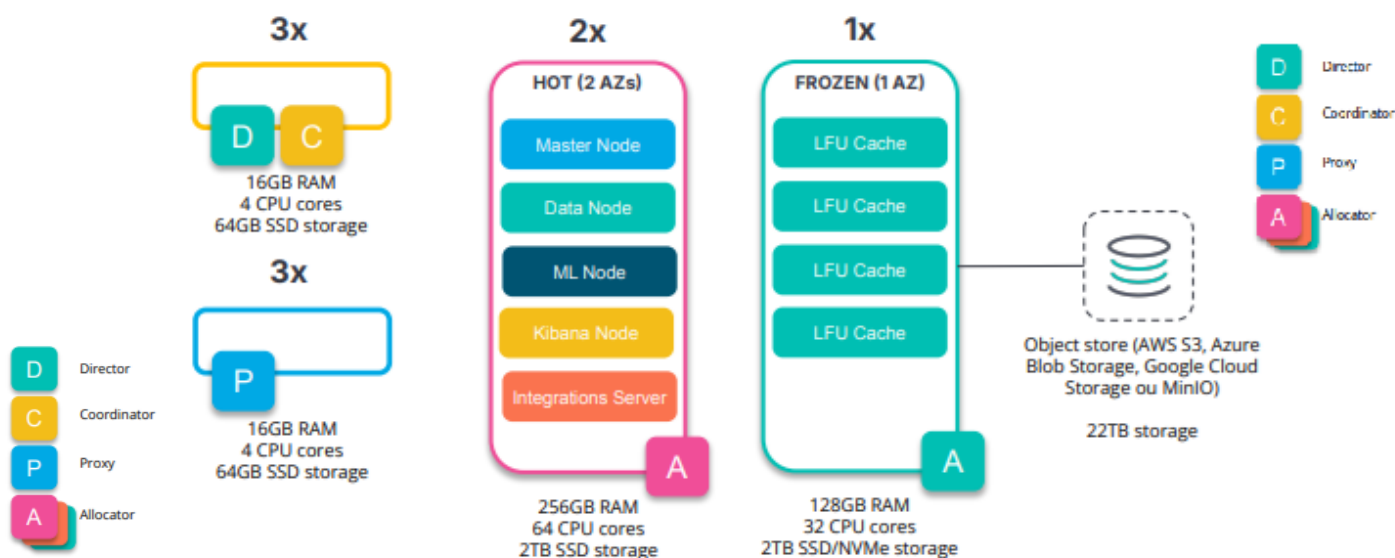 3x
D
C
16GB RAM
4 CPU cores
64GB SSD storage
3x
P
16GB RAM
4 CPU cores
64GB SSD storage
D
Director
C
Coordinator
P
Proxy
A
Allocator
2x
HOT (2 AZs)
Master Node
Data Node
ML Node
Kibana Node
Integrations Server
A
256GB RAM
64 CPU cores
2TB SSD storage
1x
FROZEN (1 AZ)
LFU Cache
LFU Cache
LFU Cache
LFU Cache
A
128GB RAM
32 CPU cores
2TB SSD/NVMe storage
Object store (AWS S3, Azure
Blob Storage, Google Cloud
Storage ou MinIO)
22TB storage
D
Director
C
Coordinator
P
Proxy
A
Allocator